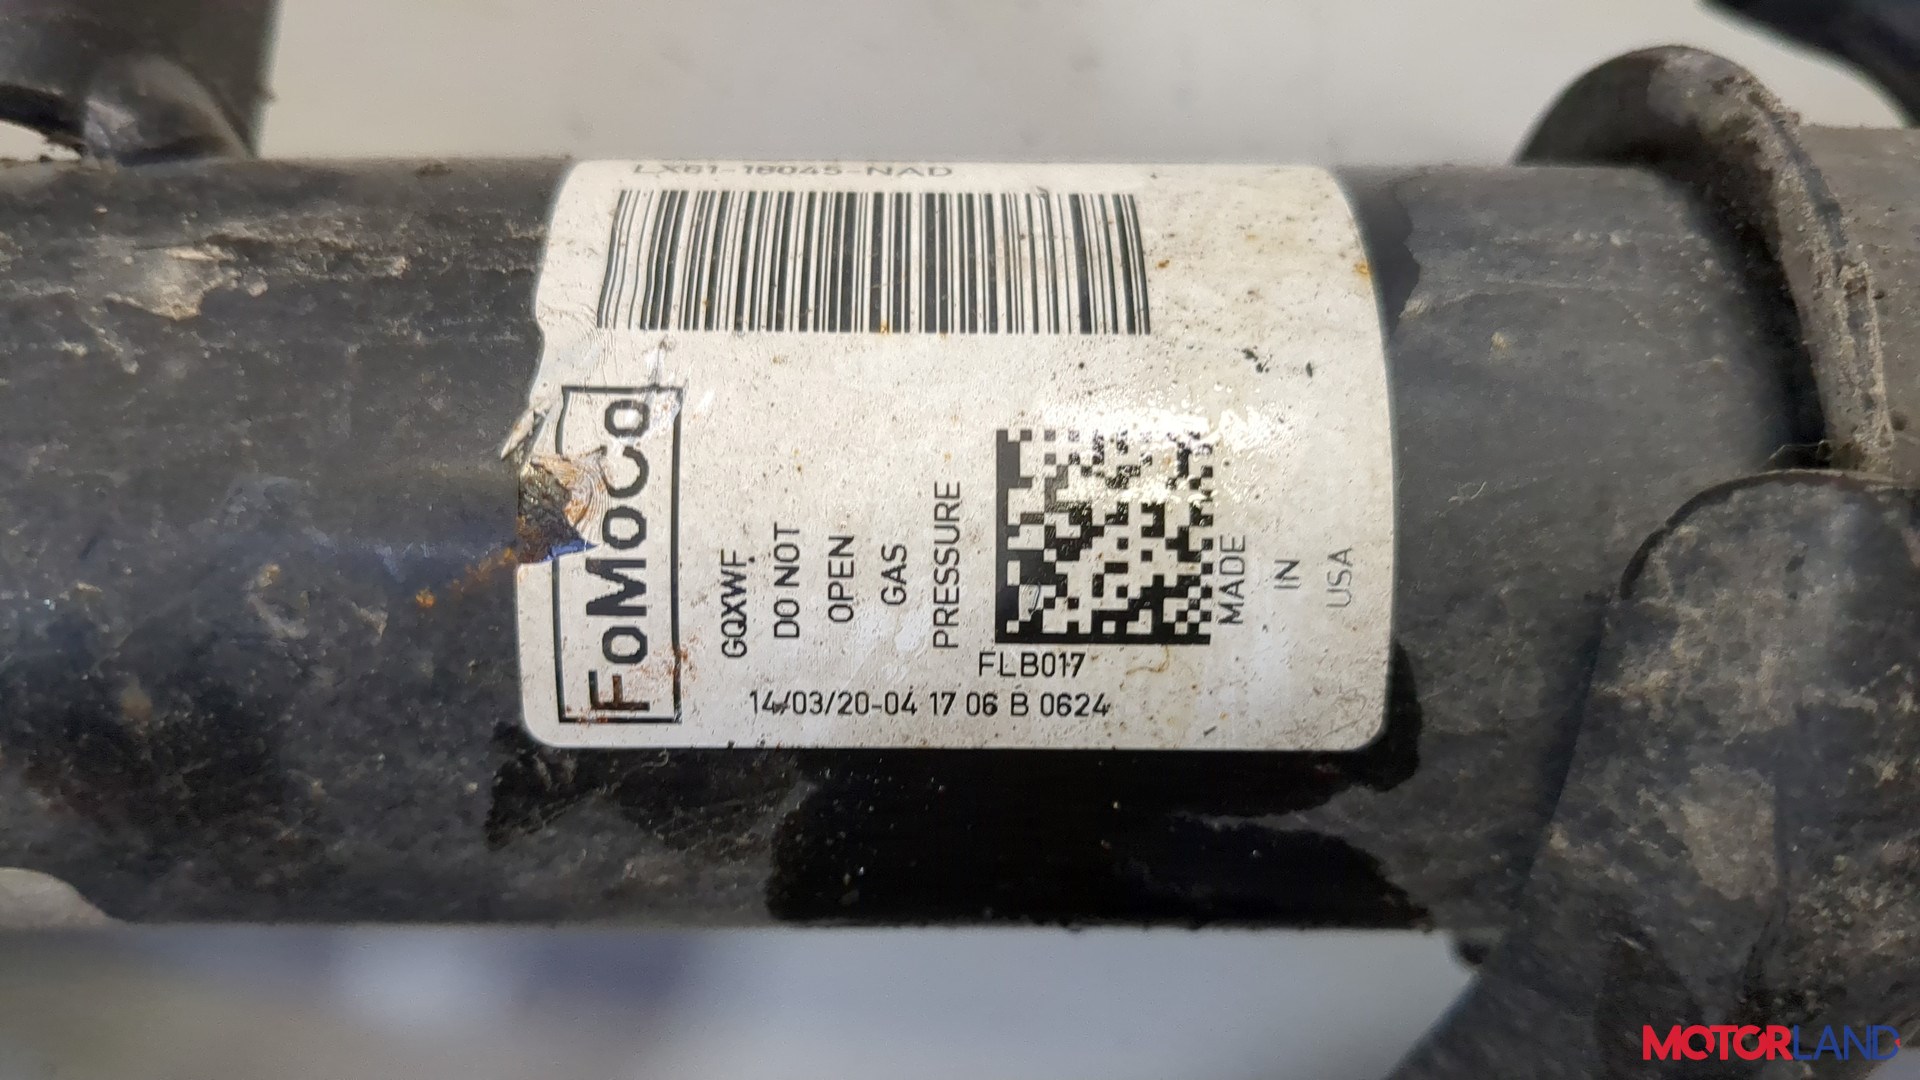 LX61-18045-NAD
FoMoCo
GQXWF
DO NOT
OPEN
GAS
PRESSURE
MADE
IN
USA
FLB017
14/03/20-04 17 06 B 0624
MOTORLAND